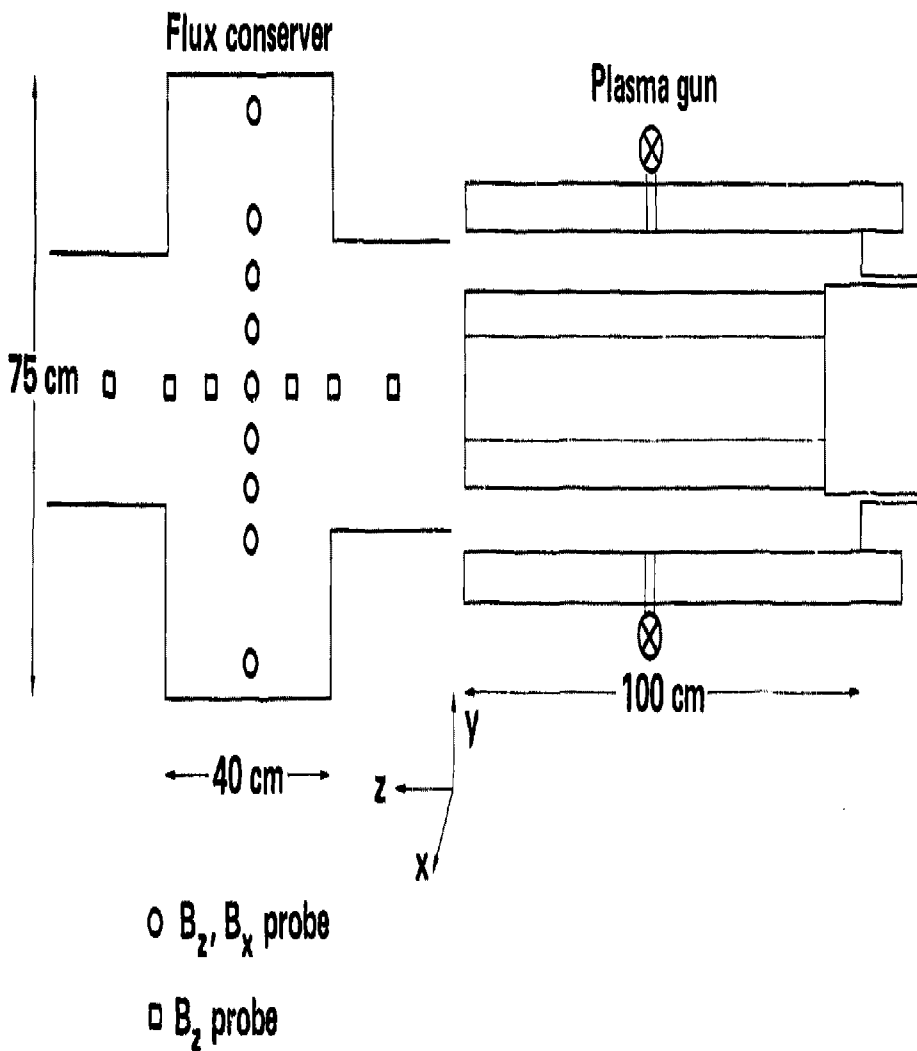 Flux conserver
Plasma gun
75 cm
100 cm
y
40 cm
z
x
B_z, B_x probe
B_z probe